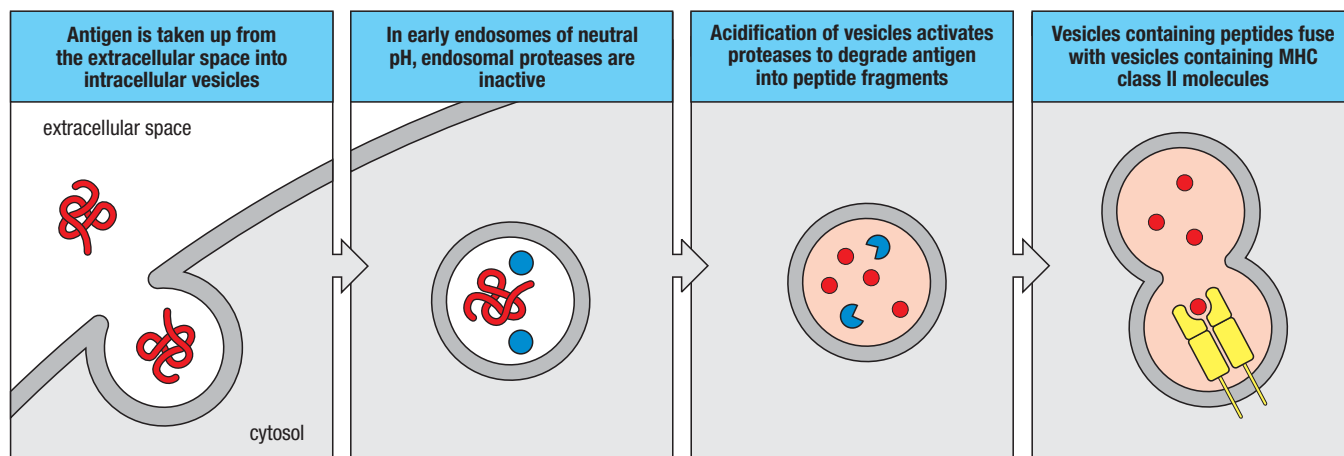 Antigen is taken up from
the extracellular space into
intracellular vesicles
In early endosomes of neutral
pH, endosomal proteases are
inactive
Acidification of vesicles activates
proteases to degrade antigen
into peptide fragments
Vesicles containing peptides fuse
with vesicles containing MHC
class II molecules
extracellular space
cytosol